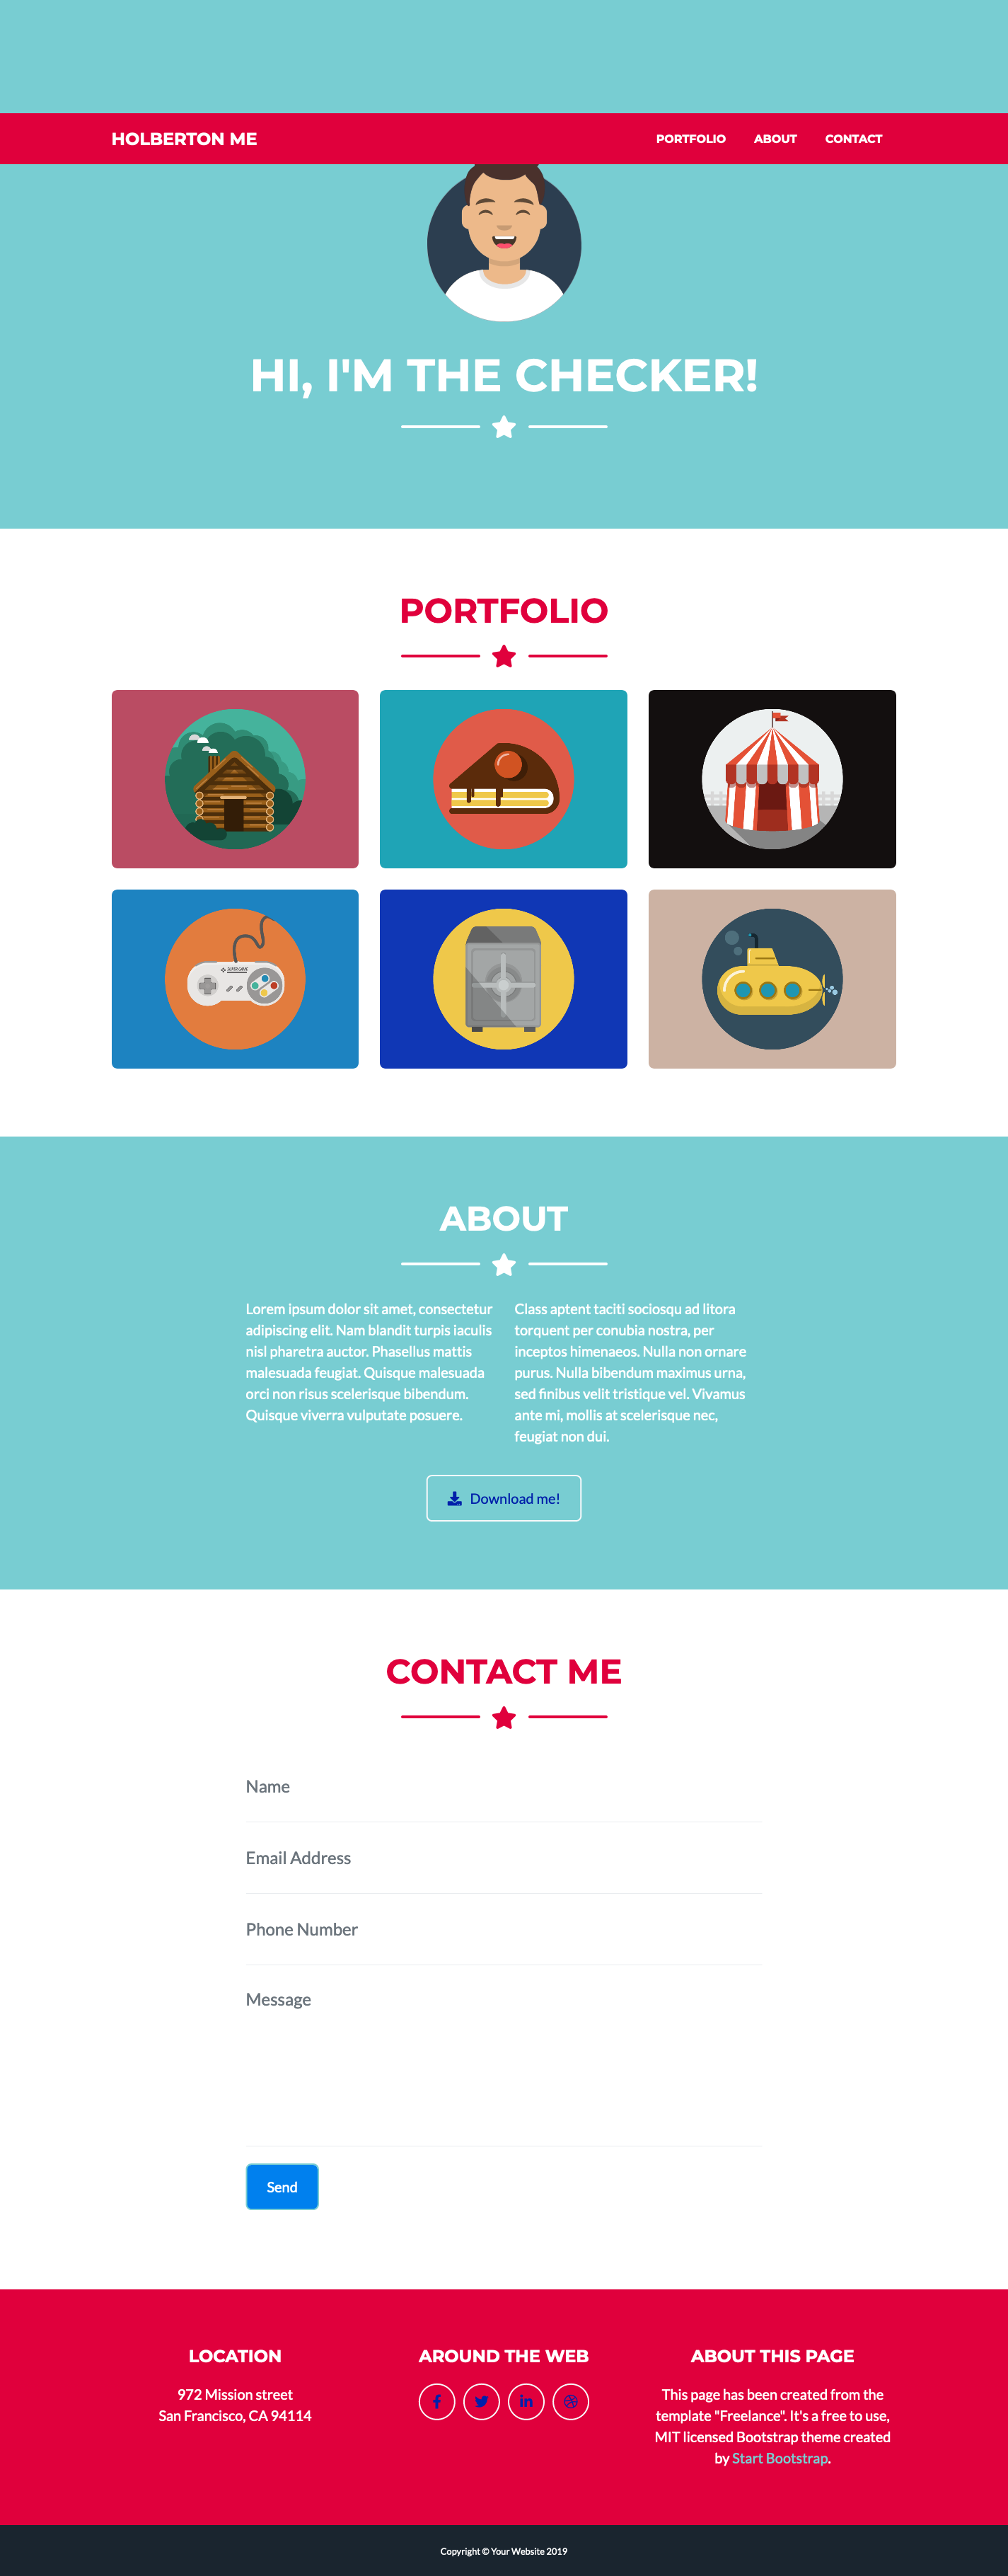 HOLBERTON ME
PORTFOLIO ABOUT CONTACT
HI, I'M THE CHECKER!
PORTFOLIO
SUPER GAME
ABOUT
Lorem ipsum dolor sit amet, consectetur
adipiscing elit. Nam blandit turpis iaculis
nisl pharetra auctor. Phasellus mattis
malesuada feugiat. Quisque malesuada
orci non risus scelerisque bibendum.
Quisque viverra vulputate posuere.
Class aptent taciti sociosqu ad litora
torquent per conubia nostra, per
inceptos himenaeos. Nulla non ornare
purus. Nulla bibendum maximus urna,
sed finibus velit tristique vel. Vivamus
ante mi, mollis at scelerisque nec,
feugiat non dui.
Download me!
CONTACT ME
Name
Email Address
Phone Number
Message
Send
LOCATION
972 Mission street
San Francisco, CA 94114
AROUND THE WEB
ABOUT THIS PAGE
This page has been created from the
template "Freelance". It's a free to use,
MIT licensed Bootstrap theme created
by Start Bootstrap.
Copyright © Your Website 2019